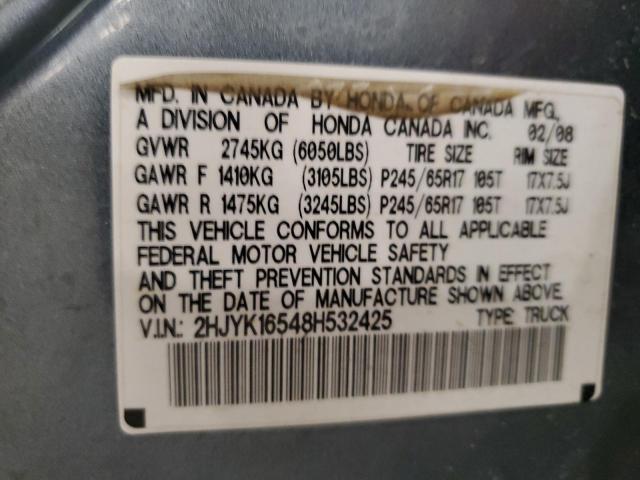 MFD. IN CANADA BY HONDA OF CANADA MFG.,
A DIVISION OF HONDA CANADA INC. 02/08
GVWR 2745KG (6050LBS) TIRE SIZE RIM SIZE
GAWR F 1410KG (3105LBS) P245/65R17 105T 17X7.5J
GAWR R 1475KG (3245LBS) P245/65R17 105T 17X7.5J
THIS VEHICLE CONFORMS TO ALL APPLICABLE
FEDERAL MOTOR VEHICLE SAFETY
AND THEFT PREVENTION STANDARDS IN EFFECT
ON THE DATE OF MANUFACTURE SHOWN ABOVE.
V.I.N.: 2HJYK16548H532425 TYPE: TRUCK